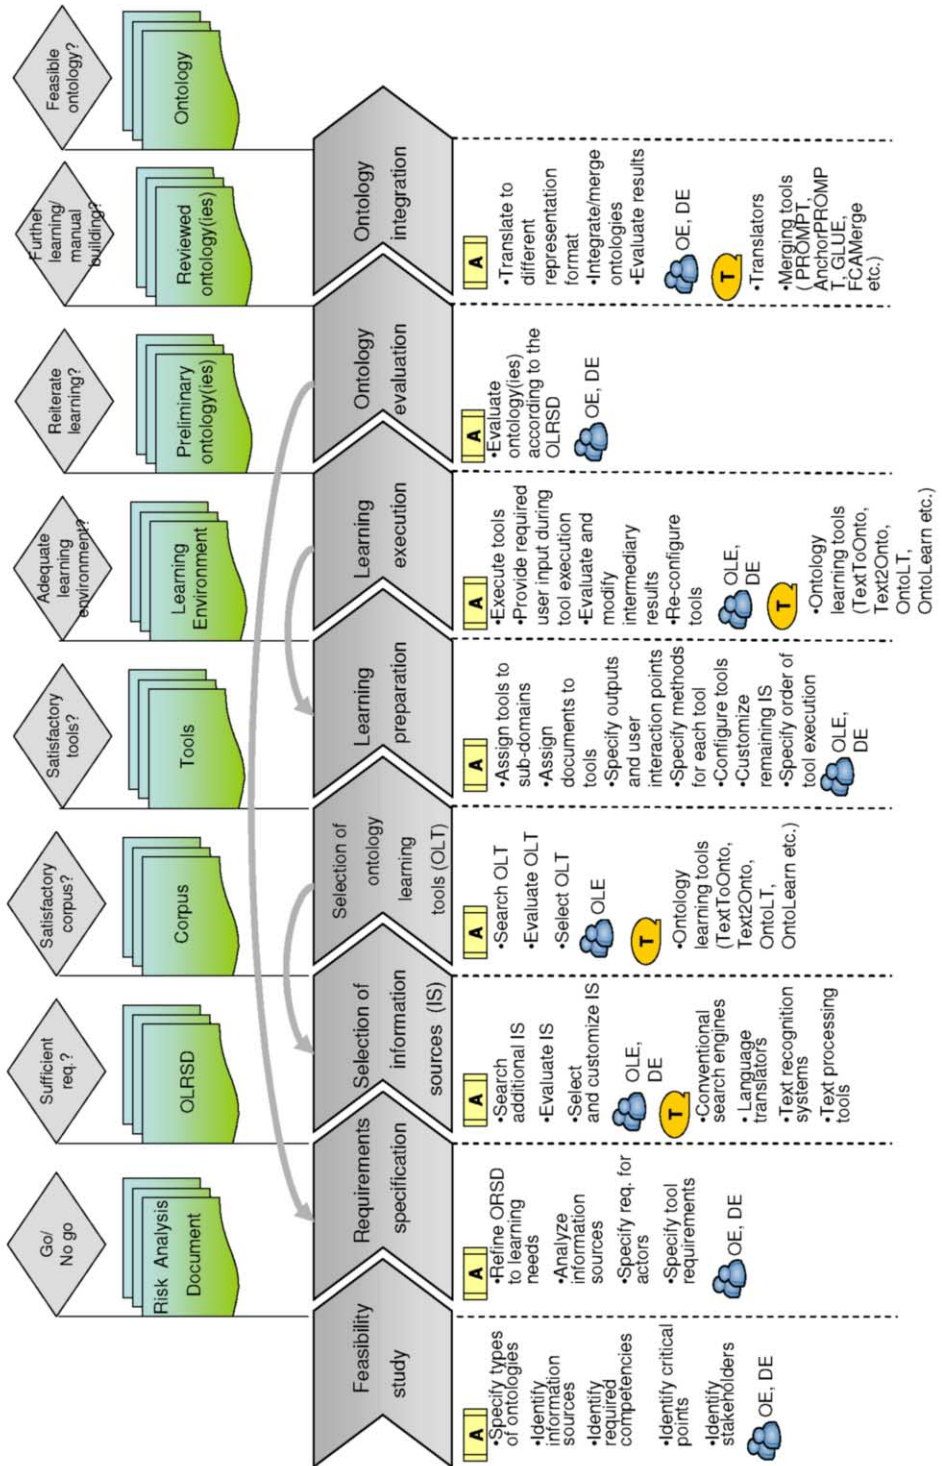 Go/
No go
Sufficient
req.?
Satisfactory
corpus?
Satisfactory
tools?
Adequate
learning
environment?
Reiterate
learning?
Further
learning/
manual
building?
Feasible
ontology?
Risk Analysis
Document
OLRSD
Corpus
Tools
Learning
Environment
Preliminary
ontology(ies)
Reviewed
ontology(ies)
Ontology
Feasibility
study
Requirements
specification
Selection of
information
sources (IS)
Selection of
ontology
learning
tools (OLT)
Learning
preparation
Learning
execution
Ontology
evaluation
Ontology
integration
A
•Specify types
of ontologies
•Identify
information
sources
•Identify
required
competencies
•Identify critical
points
•Identify
stakeholders
OE, DE
A
•Refine ORSD
to learning
needs
•Analyze
information
sources
•Specify req. for
actors
•Specify tool
requirements
OE, DE
A
•Search
additional IS
•Evaluate IS
•Select
and customize IS
OLE,
DE
T
•Conventional
search engines
•Language
translators
•Text recognition
systems
•Text processing
tools
A
•Search OLT
•Evaluate OLT
•Select OLT
OLE
T
•Ontology
learning tools
(TextToOnto,
Text2Onto,
OntoLT,
OntoLearn etc.)
A
•Assign tools to
sub-domains
•Assign
documents to
tools
•Specify outputs
and user
interaction points
•Specify methods
for each tool
•Configure tools
•Customize
remaining IS
•Specify order of
tool execution
OLE,
DE
A
•Execute tools
•Provide required
user input during
tool execution
•Evaluate and
modify
intermediary
results
•Re-configure
tools
OLE,
DE
T
•Ontology
learning tools
(TextToOnto,
Text2Onto,
OntoLT,
OntoLearn etc.)
A
•Evaluate
ontology(ies)
according to the
OLRSD
OE, DE
A
•Translate to
different
representation
format
•Integrate/merge
ontologies
•Evaluate results
OE, DE
T
•Translators
•Merging tools
(PROMPT,
AnchorPROMP
T, GLUE,
FCAMerge
etc.)